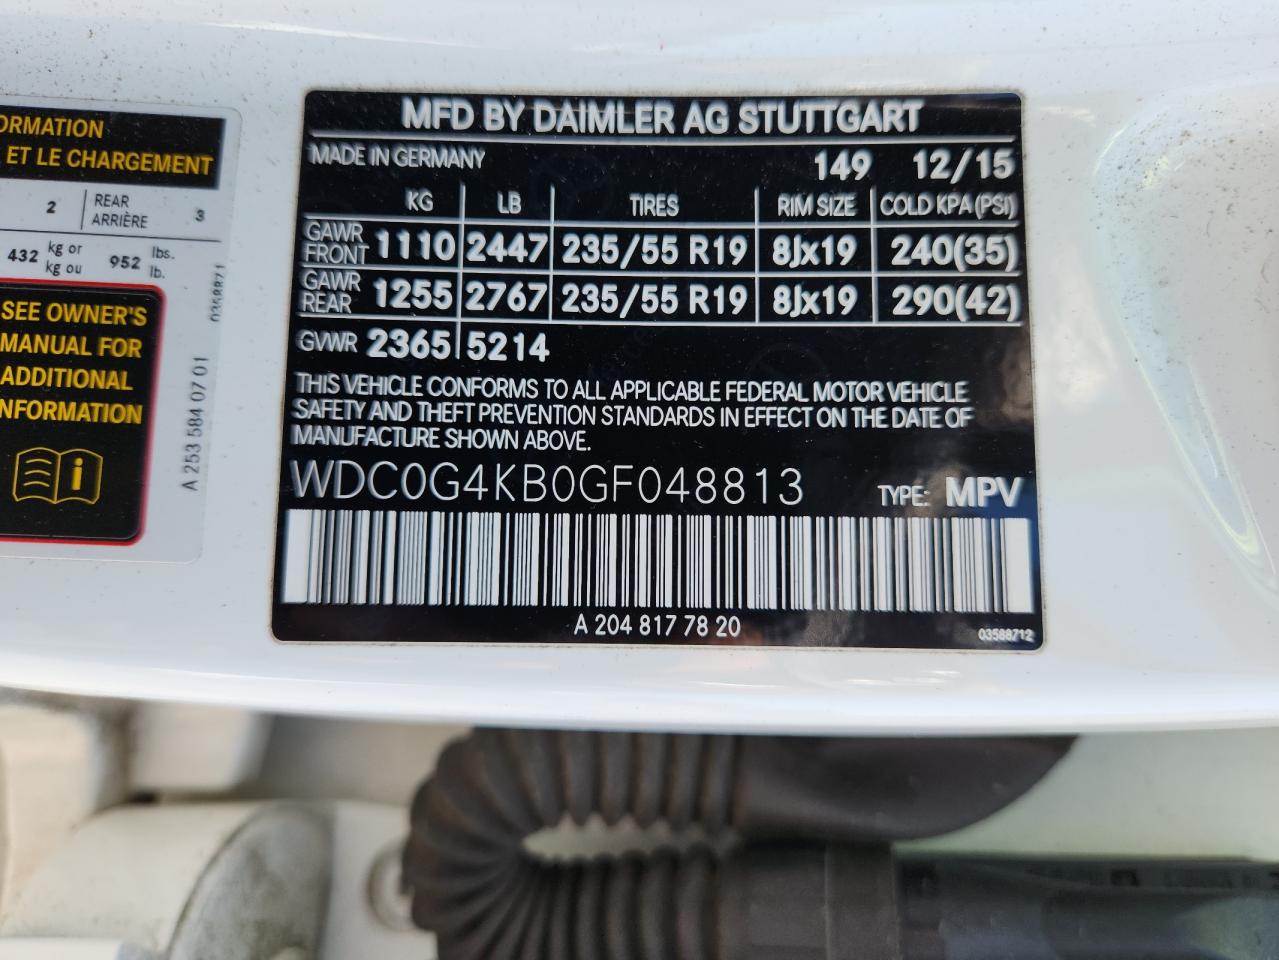 ORMATION
ET LE CHARGEMENT
2 REAR ARRIÈRE 3
432 kg or kg ou 952 lbs. lb.
SEE OWNER'S
MANUAL FOR
ADDITIONAL
NFORMATION
A 253 584 07 01
MFD BY DAIMLER AG STUTTGART
MADE IN GERMANY 149 12/15
KG LB TIRES RIM SIZE COLD KPA (PSI)
GAWR FRONT 1110 2447 235/55 R19 8Jx19 240(35)
GAWR REAR 1255 2767 235/55 R19 8Jx19 290(42)
GVWR 2365 5214
THIS VEHICLE CONFORMS TO ALL APPLICABLE FEDERAL MOTOR VEHICLE
SAFETY AND THEFT PREVENTION STANDARDS IN EFFECT ON THE DATE OF
MANUFACTURE SHOWN ABOVE.
WDC0G4KB0GF048813 TYPE: MPV
A 204 817 78 20
03588712